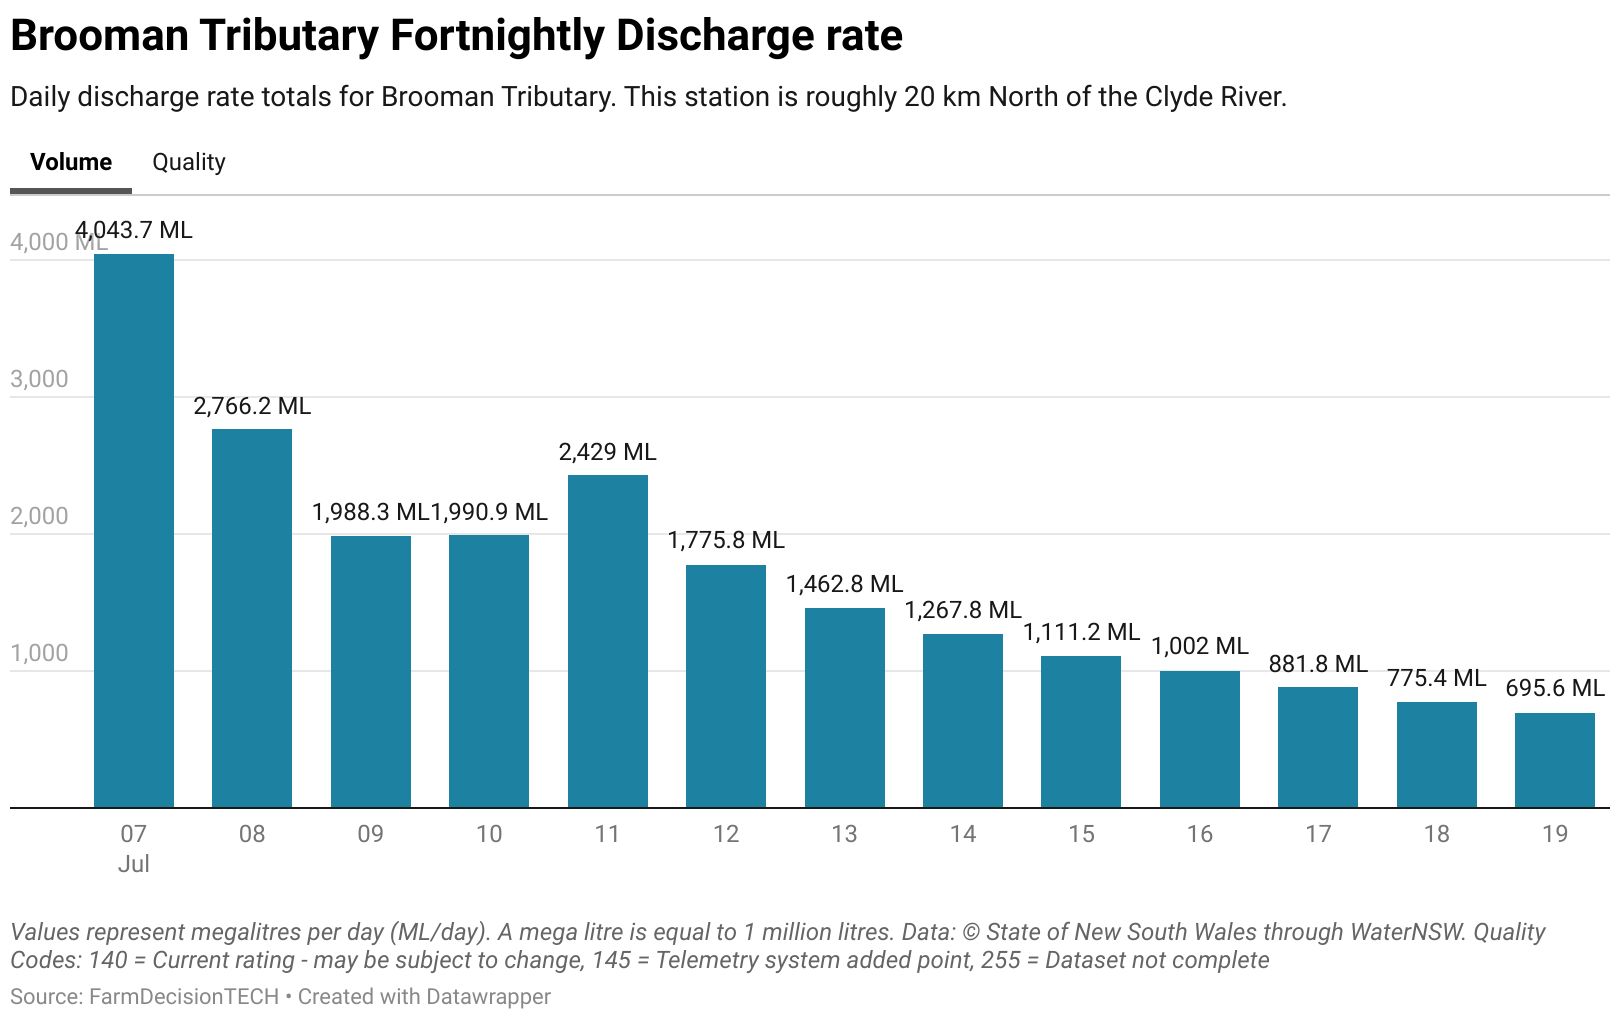 Brooman Tributary Fortnightly Discharge rate
Daily discharge rate totals for Brooman Tributary. This station is roughly 20 km North of the Clyde River.
Volume Quality
4,043.7 ML
4,000 ML
3,000
2,766.2 ML
2,429 ML
2,000
1,988.3 ML 1,990.9 ML
1,775.8 ML
1,462.8 ML
1,267.8 ML
1,111.2 ML
1,002 ML
1,000
881.8 ML
775.4 ML
695.6 ML
07 08 09 10 11 12 13 14 15 16 17 18 19
Jul
Values represent megalitres per day (ML/day). A mega litre is equal to 1 million litres. Data: © State of New South Wales through WaterNSW. Quality
Codes: 140 = Current rating - may be subject to change, 145 = Telemetry system added point, 255 = Dataset not complete
Source: FarmDecisionTECH • Created with Datawrapper